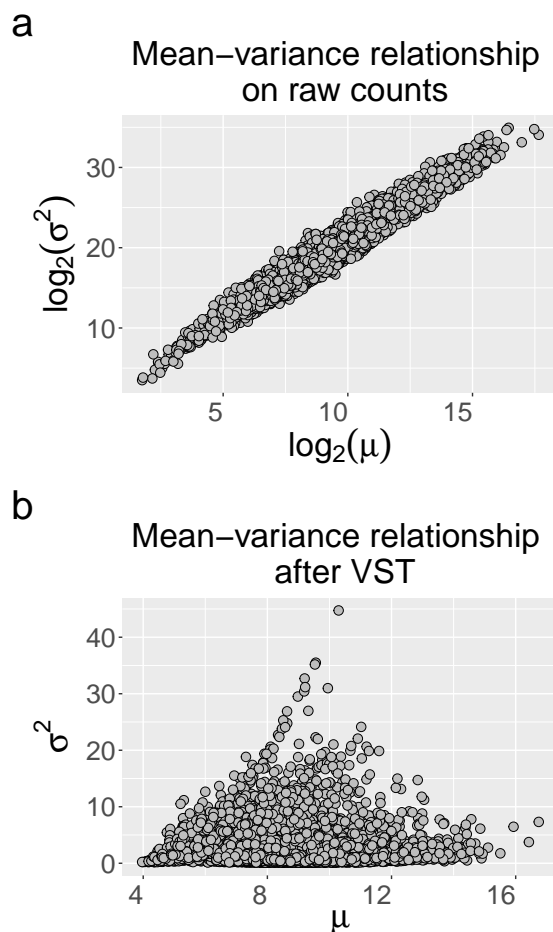 a
Mean−variance relationship
on raw counts
log₂(σ²)
30
20
10
5 10 15
log₂(μ)
b
Mean−variance relationship
after VST
σ²
40
30
20
10
0
4 8 12 16
μ